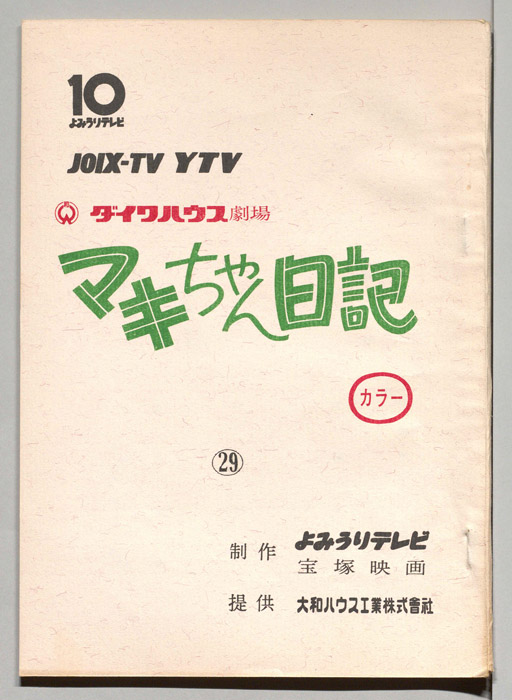 10
よみうりテレビ
JOIX-TV YTV
ダイワハウス劇場
マキちゃん日記
カラー
29
制作 よみうりテレビ
宝塚映画
提供 大和ハウス工業株式會社